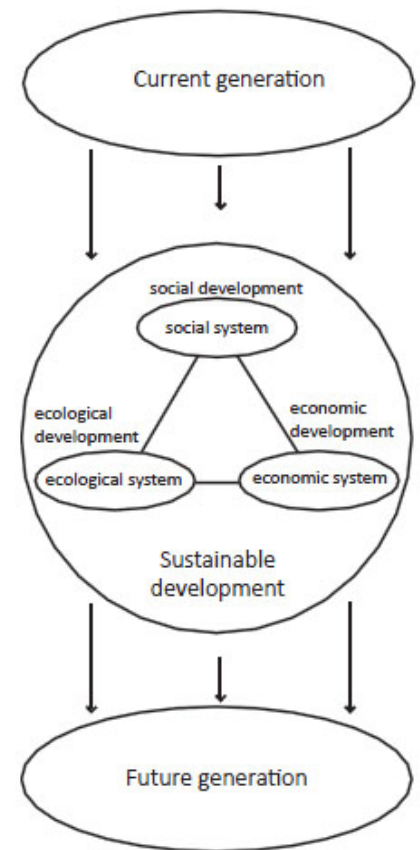 Current generation
social development
social system
ecological
development
economic
development
ecological system
economic system
Sustainable
development
Future generation